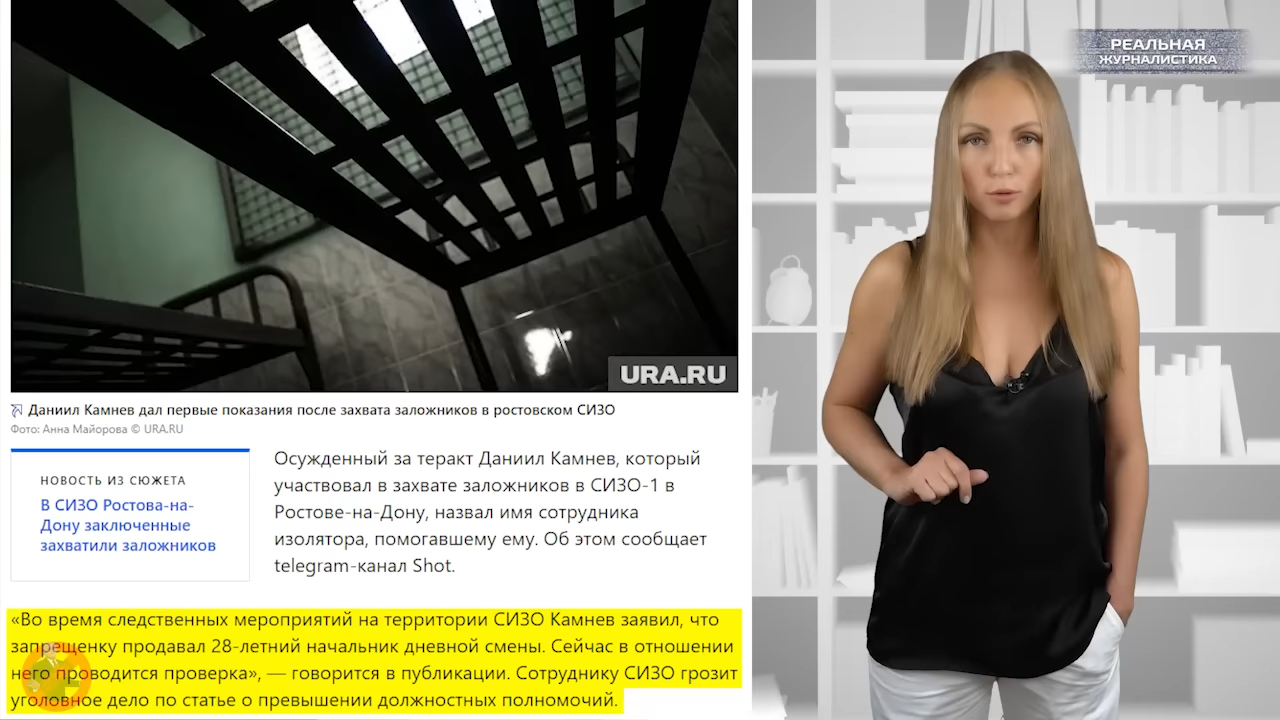 РЕАЛЬНАЯ
ЖУРНАЛИСТИКА
URA.RU
Даниил Камнев дал первые показания после захвата заложников в ростовском СИЗО
Фото: Анна Майорова © URA.RU
НОВОСТЬ ИЗ СЮЖЕТА
В СИЗО Ростова-на-
Дону заключенные
захватили заложников
Осужденный за теракт Даниил Камнев, который
участвовал в захвате заложников в СИЗО-1 в
Ростове-на-Дону, назвал имя сотрудника
изолятора, помогавшему ему. Об этом сообщает
telegram-канал Shot.
«Во время следственных мероприятий на территории СИЗО Камнев заявил, что
запрещенку продавал 28-летний начальник дневной смены. Сейчас в отношении
него проводится проверка», — говорится в публикации. Сотруднику СИЗО грозит
уголовное дело по статье о превышении должностных полномочий.